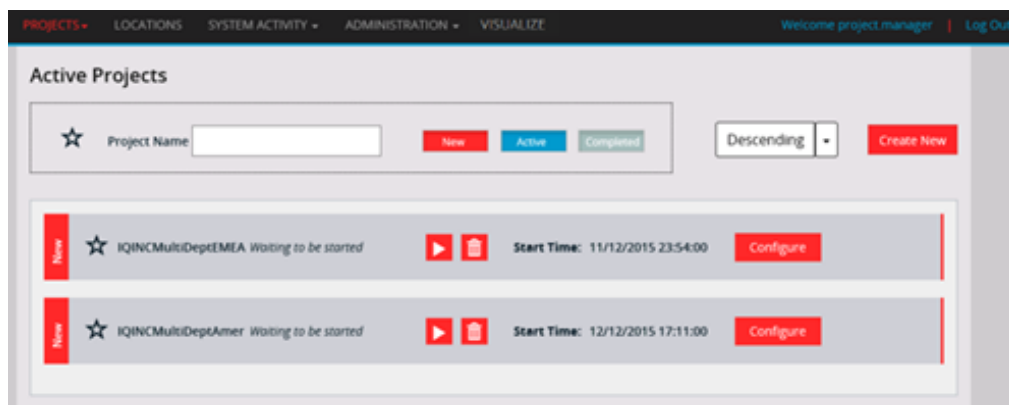 PROJECTS LOCATIONS SYSTEM ACTIVITY ADMINISTRATION VISUALIZE Welcome project.manager | Log Out
Active Projects
Project Name New Active Completed Descending Create New
New IQINCMultiDeptEMEA Waiting to be started Start Time: 11/12/2015 23:54:00 Configure
New IQINCMultiDeptAmer Waiting to be started Start Time: 12/12/2015 17:11:00 Configure